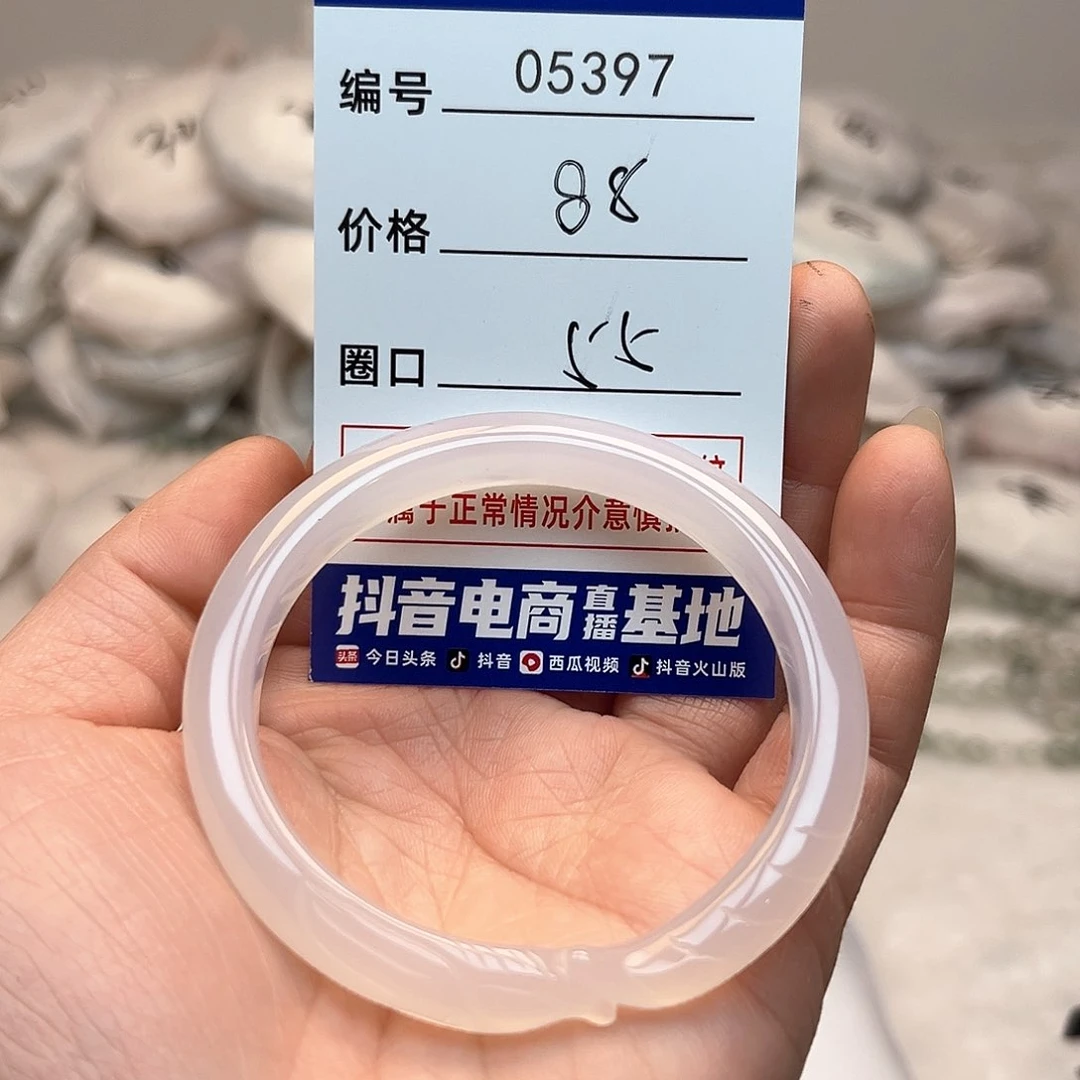 编号 05397
价格 88
圈口 55
属于正常情况介意慎
抖音电商直播基地
今日头条 抖音 西瓜视频 抖音火山版